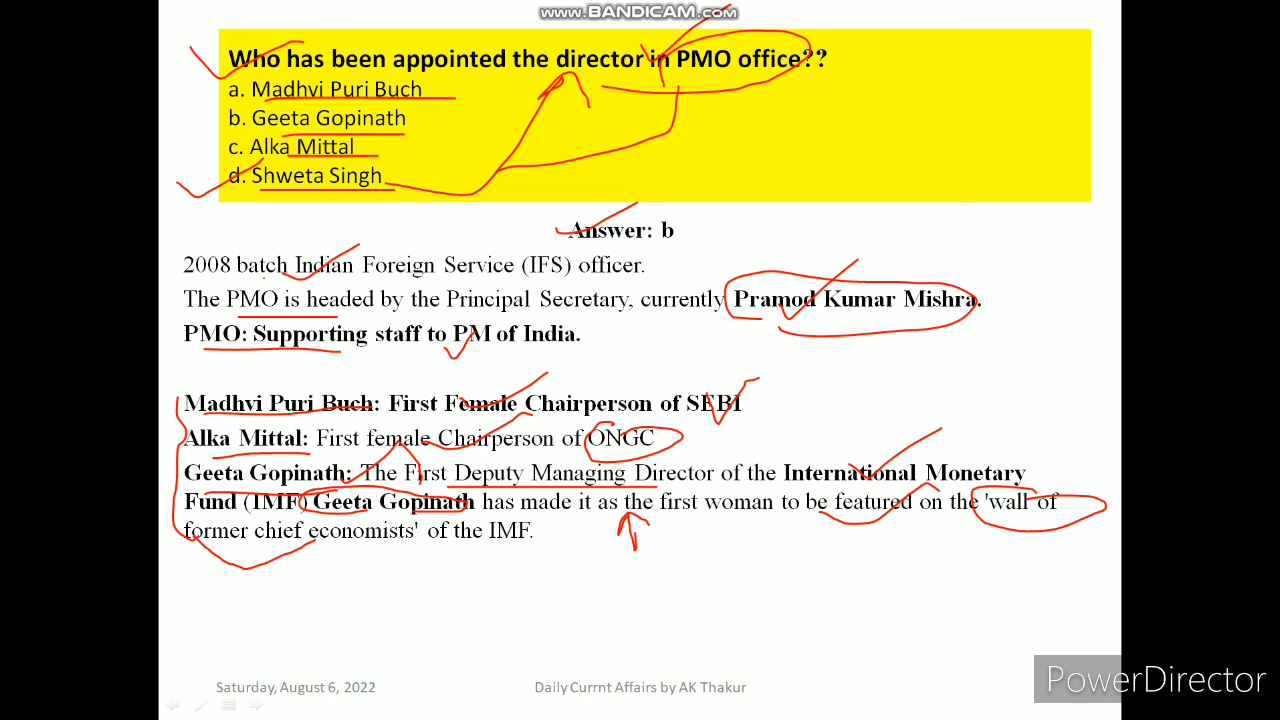 www.BANDICAM.com
Who has been appointed the director in PMO office??
a. Madhvi Puri Buch
b. Geeta Gopinath
c. Alka Mittal
d. Shweta Singh
Answer: b
2008 batch Indian Foreign Service (IFS) officer.
The PMO is headed by the Principal Secretary, currently Pramod Kumar Mishra.
PMO: Supporting staff to PM of India.
Madhvi Puri Buch: First Female Chairperson of SEBI
Alka Mittal: First female Chairperson of ONGC
Geeta Gopinath: The First Deputy Managing Director of the International Monetary
Fund (IMF) Geeta Gopinath has made it as the first woman to be featured on the 'wall of
former chief economists' of the IMF.
Saturday, August 6, 2022 Daily Currnt Affairs by AK Thakur
PowerDirector